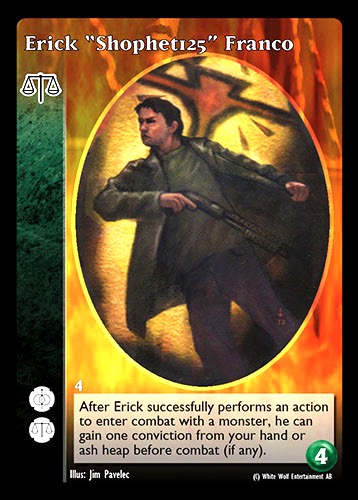 Erick "Shophet125" Franco
4
After Erick successfully performs an action
to enter combat with a monster, he can
gain one conviction from your hand or
ash heap before combat (if any).
4
Illus: Jim Pavelec
(C) White Wolf Entertainment AB